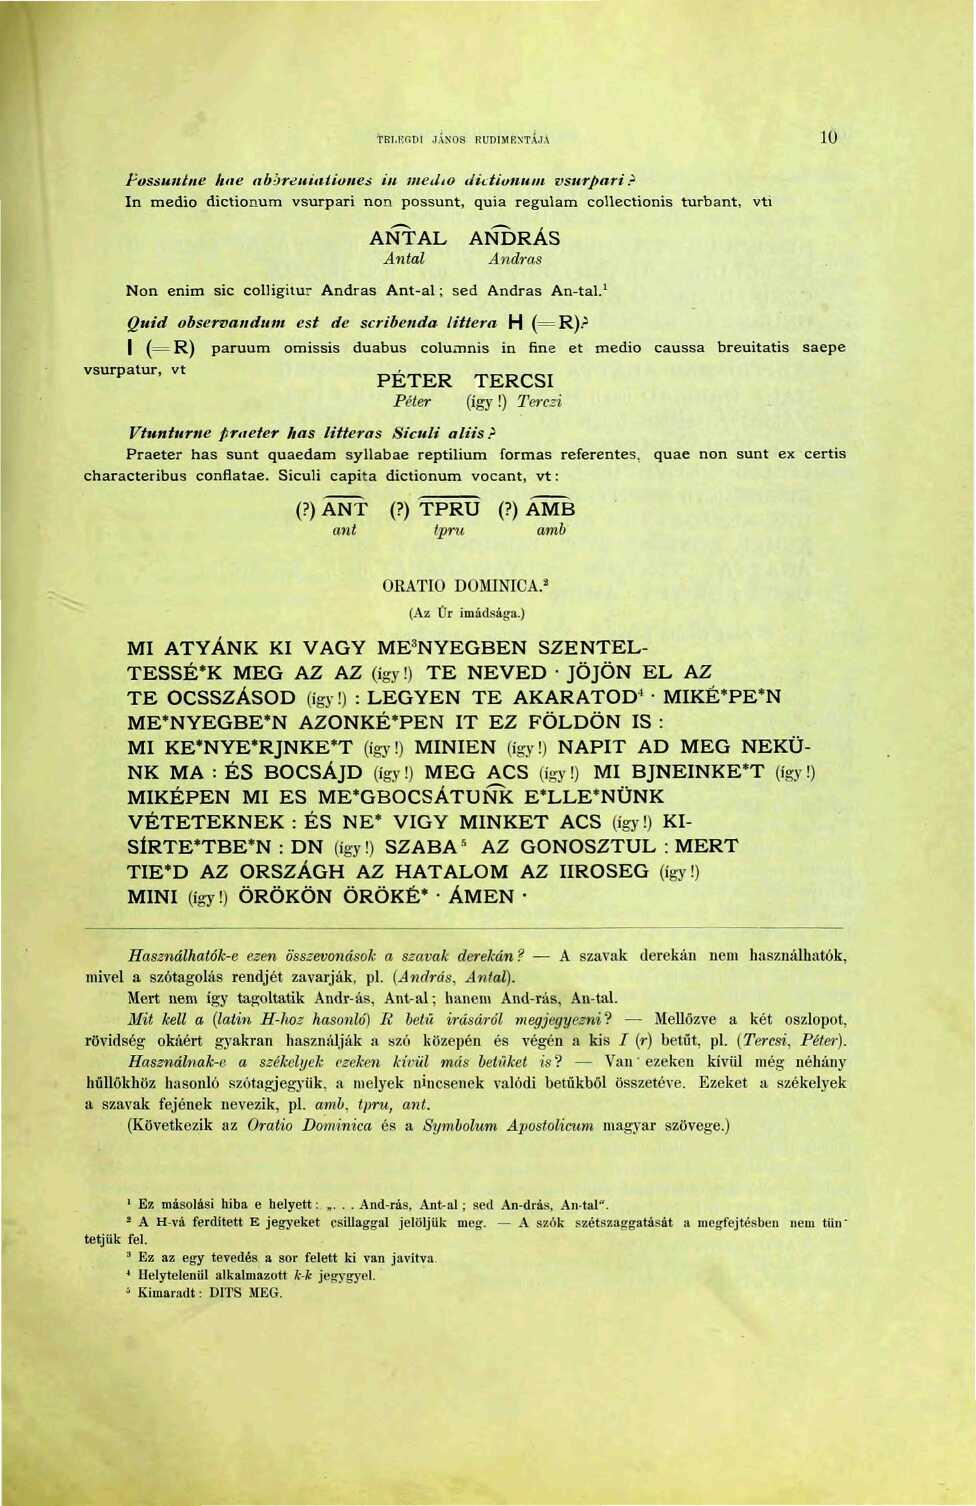 TELEGDI JÁNOS RUDIMENTÁJA 10
Possuntne hae abbreuiationes in medio dictionum vsurpari?
In medio dictionum vsurpari non possunt, quia regulam collectionis turbant, vti
ANTAL ANDRÁS
Antal Andras
Non enim sic colligitur Andras Ant-al; sed Andras An-tal.¹
Quid observandum est de scribenda littera H (=R)?
I (=R) paruum omissis duabus columnis in fine et medio caussa breuitatis saepe
vsurpatur, vt
PÉTER TERCSI
Péter (így!) Terczi
Vtunturne praeter has litteras Siculi aliis?
Praeter has sunt quaedam syllabae reptilium formas referentes, quae non sunt ex certis
characteribus conflatae. Siculi capita dictionum vocant, vt:
(?) ANT (?) TPRU (?) AMB
ant tpru amb
ORATIO DOMINICA.²
(Az Úr imádsága.)
MI ATYÁNK KI VAGY ME³NYEGBEN SZENTEL-
TESSÉ*K MEG AZ AZ (így!) TE NEVED · JÖJÖN EL AZ
TE OCSSZÁSOD (így!) : LEGYEN TE AKARATOD⁴ · MIKÉ*PE*N
ME*NYEGBE*N AZONKÉ*PEN IT EZ FÖLDÖN IS :
MI KE*NYE*RJNKE*T (így!) MINIEN (így!) NAPIT AD MEG NEKÜ-
NK MA : ÉS BOCSÁJD (így!) MEG ACS (így!) MI BJNEINKE*T (így!)
MIKÉPEN MI ES ME*GBOCSÁTUNK E*LLE*NÜNK
VÉTETEKNEK : ÉS NE* VIGY MINKET ACS (így!) KI-
SÍRTE*TBE*N : DN (így!) SZABA⁵ AZ GONOSZTUL : MERT
TIE*D AZ ORSZÁGH AZ HATALOM AZ IIROSEG (így!)
MINI (így!) ÖRÖKÖN ÖRÖKÉ* · ÁMEN ·
Használhatók-e ezen összevonások a szavak derekán? — A szavak derekán nem használhatók,
mivel a szótagolás rendjét zavarják, pl. (András, Antal).
Mert nem így tagoltatik Andr-ás, Ant-al; hanem And-rás, An-tal.
Mit kell a (latin H-hoz hasonló) R betű irásáról megjegyezni? — Mellőzve a két oszlopot,
rövidség okáért gyakran használják a szó közepén és végén a kis I (r) betűt, pl. (Tercsi, Péter).
Használnak-e a székelyek ezeken kívül más betűket is? — Van ezeken kívül még néhány
hüllőkhöz hasonló szótagjegyük, a melyek nincsenek valódi betűkből összetéve. Ezeket a székelyek
a szavak fejének nevezik, pl. amb, tpru, ant.
(Következik az Oratio Dominica és a Symbolum Apostolicum magyar szövege.)
¹ Ez másolási hiba e helyett: „. . . And-rás, Ant-al; sed An-drás, An-tal".
² A H-vá ferdített E jegyeket csillaggal jelöljük meg. — A szók szétszaggatását a megfejtésben nem tün-
tetjük fel.
³ Ez az egy tevedés a sor felett ki van javítva.
⁴ Helytelenül alkalmazott k-k jegygyel.
⁵ Kimaradt: DITS MEG.